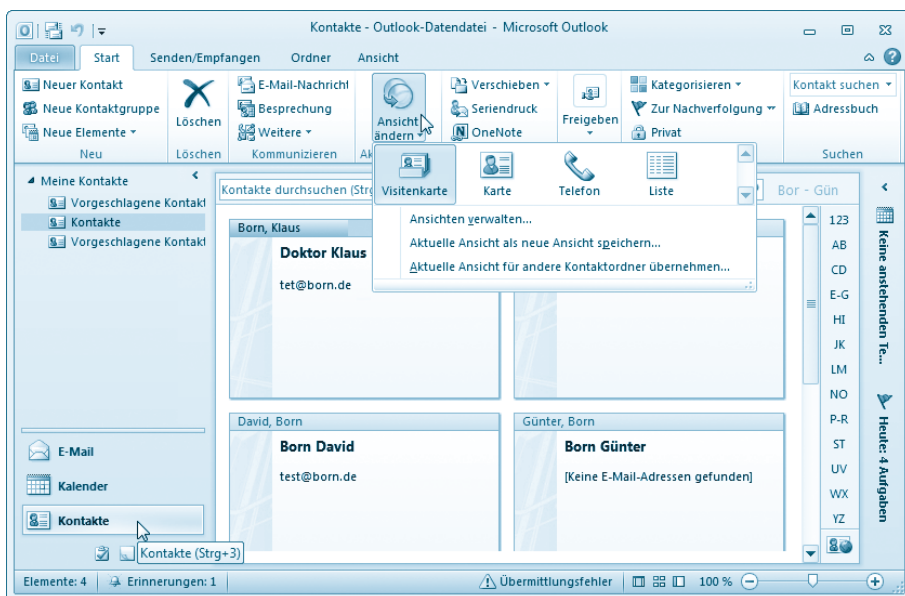 Kontakte - Outlook-Datendatei - Microsoft Outlook
Datei Start Senden/Empfangen Ordner Ansicht
Neuer Kontakt
Neue Kontaktgruppe
Neue Elemente
Neu
Löschen
Löschen
E-Mail-Nachricht
Besprechung
Weitere
Kommunizieren
Ansicht
ändern
Verschieben
Seriendruck
OneNote
Freigeben
Kategorisieren
Zur Nachverfolgung
Privat
Kontakt suchen
Adressbuch
Suchen
Visitenkarte Karte Telefon Liste
Ansichten verwalten...
Aktuelle Ansicht als neue Ansicht speichern...
Aktuelle Ansicht für andere Kontaktordner übernehmen...
Meine Kontakte
Vorgeschlagene Kontakt
Kontakte
Vorgeschlagene Kontakt
Kontakte durchsuchen (Strg
Bor - Gün
Born, Klaus
Doktor Klaus
tet@born.de
David, Born
Born David
test@born.de
Günter, Born
Born Günter
[Keine E-Mail-Adressen gefunden]
123
AB
CD
E-G
HI
JK
LM
NO
P-R
ST
UV
WX
YZ
Keine anstehenden Te...
Heute: 4 Aufgaben
E-Mail
Kalender
Kontakte
Kontakte (Strg+3)
Elemente: 4 Erinnerungen: 1 Übermittlungsfehler 100 %